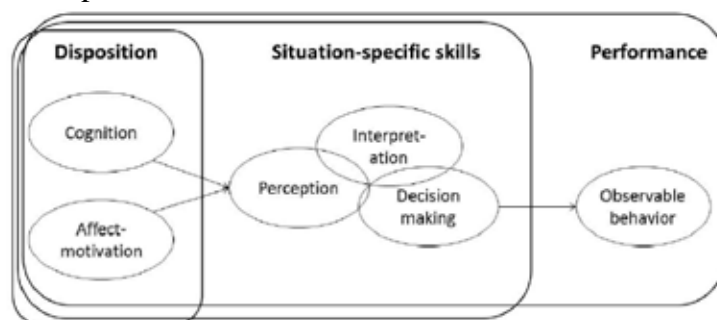 Disposition
Situation-specific skills
Performance
Cognition
Affect-
motivation
Perception
Interpret-
ation
Decision
making
Observable
behavior